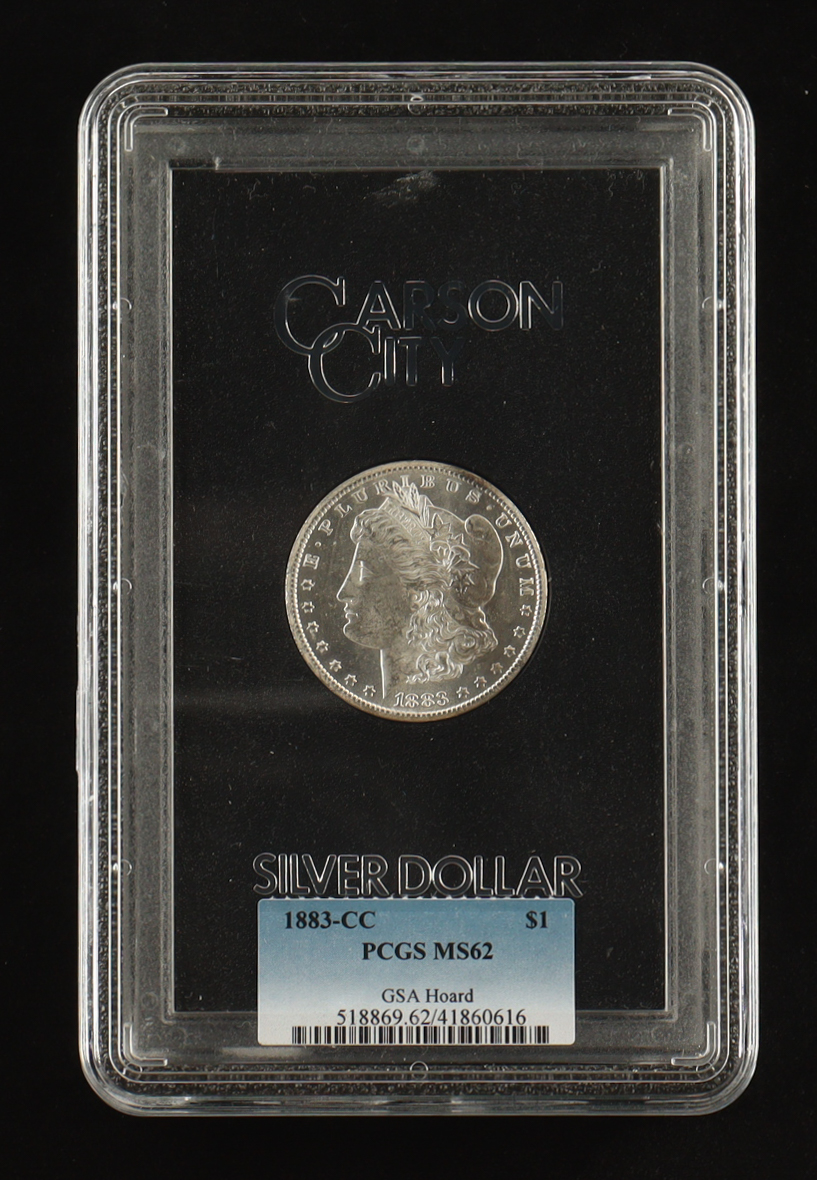 CARSON
CITY
E · PLURIBUS · UNUM
1883
SILVER DOLLAR
1883-CC $1
PCGS MS62
GSA Hoard
518869.62/41860616